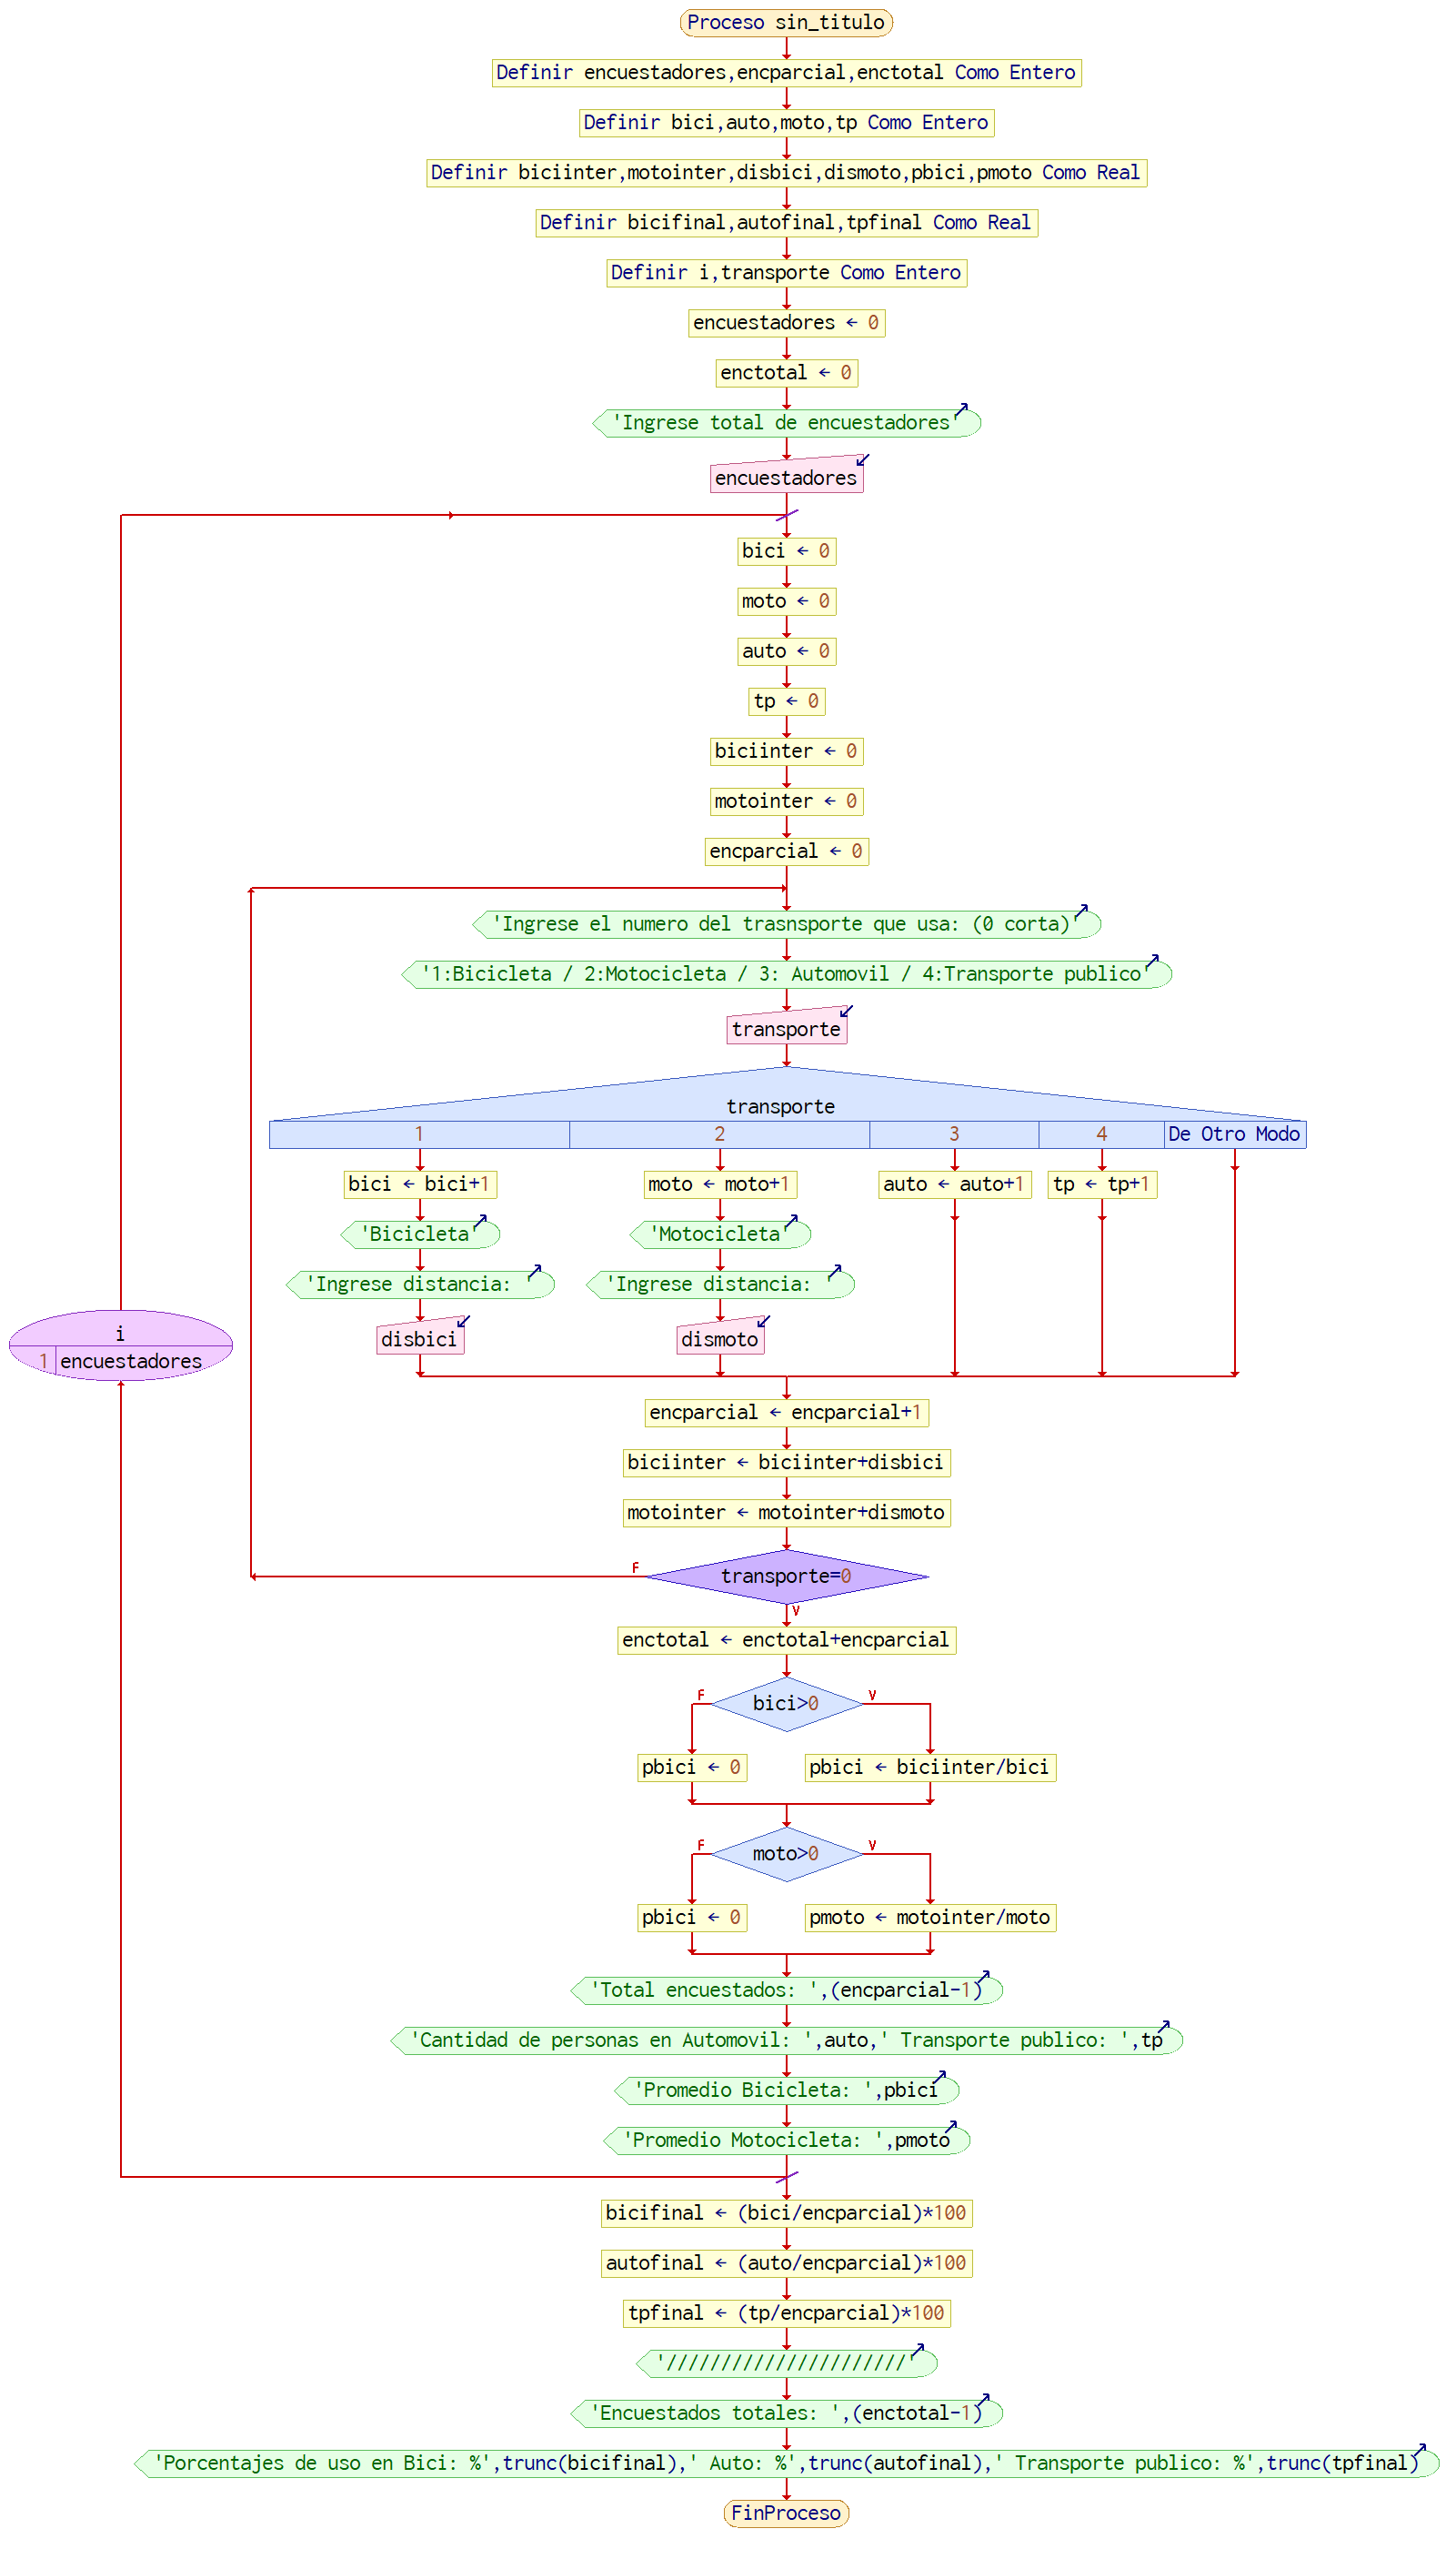 Proceso sin_titulo
Definir encuestadores,encparcial,enctotal Como Entero
Definir bici,auto,moto,tp Como Entero
Definir biciinter,motointer,disbici,dismoto,pbici,pmoto Como Real
Definir bicifinal,autofinal,tpfinal Como Real
Definir i,transporte Como Entero
encuestadores ← 0
enctotal ← 0
'Ingrese total de encuestadores'
encuestadores
bici ← 0
moto ← 0
auto ← 0
tp ← 0
biciinter ← 0
motointer ← 0
encparcial ← 0
'Ingrese el numero del trasnsporte que usa: (0 corta)'
'1:Bicicleta / 2:Motocicleta / 3: Automovil / 4:Transporte publico'
transporte
transporte
1 2 3 4 De Otro Modo
bici ← bici+1 moto ← moto+1 auto ← auto+1 tp ← tp+1
'Bicicleta' 'Motocicleta'
'Ingrese distancia: ' 'Ingrese distancia: '
disbici dismoto
i
1 encuestadores
encparcial ← encparcial+1
biciinter ← biciinter+disbici
motointer ← motointer+dismoto
F
transporte=0
V
enctotal ← enctotal+encparcial
F bici>0 V
pbici ← 0 pbici ← biciinter/bici
F moto>0 V
pbici ← 0 pmoto ← motointer/moto
'Total encuestados: ',(encparcial-1)
'Cantidad de personas en Automovil: ',auto,' Transporte publico: ',tp
'Promedio Bicicleta: ',pbici
'Promedio Motocicleta: ',pmoto
bicifinal ← (bici/encparcial)*100
autofinal ← (auto/encparcial)*100
tpfinal ← (tp/encparcial)*100
'//////////////////////'
'Encuestados totales: ',(enctotal-1)
'Porcentajes de uso en Bici: %',trunc(bicifinal),' Auto: %',trunc(autofinal),' Transporte publico: %',trunc(tpfinal)
FinProceso